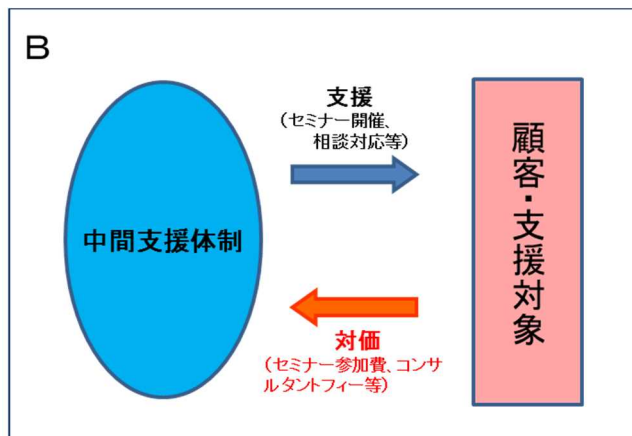 B
支援
（セミナー開催、
相談対応等）
中間支援体制
顧客・支援対象
対価
（セミナー参加費、コンサ
ルタントフィー等）